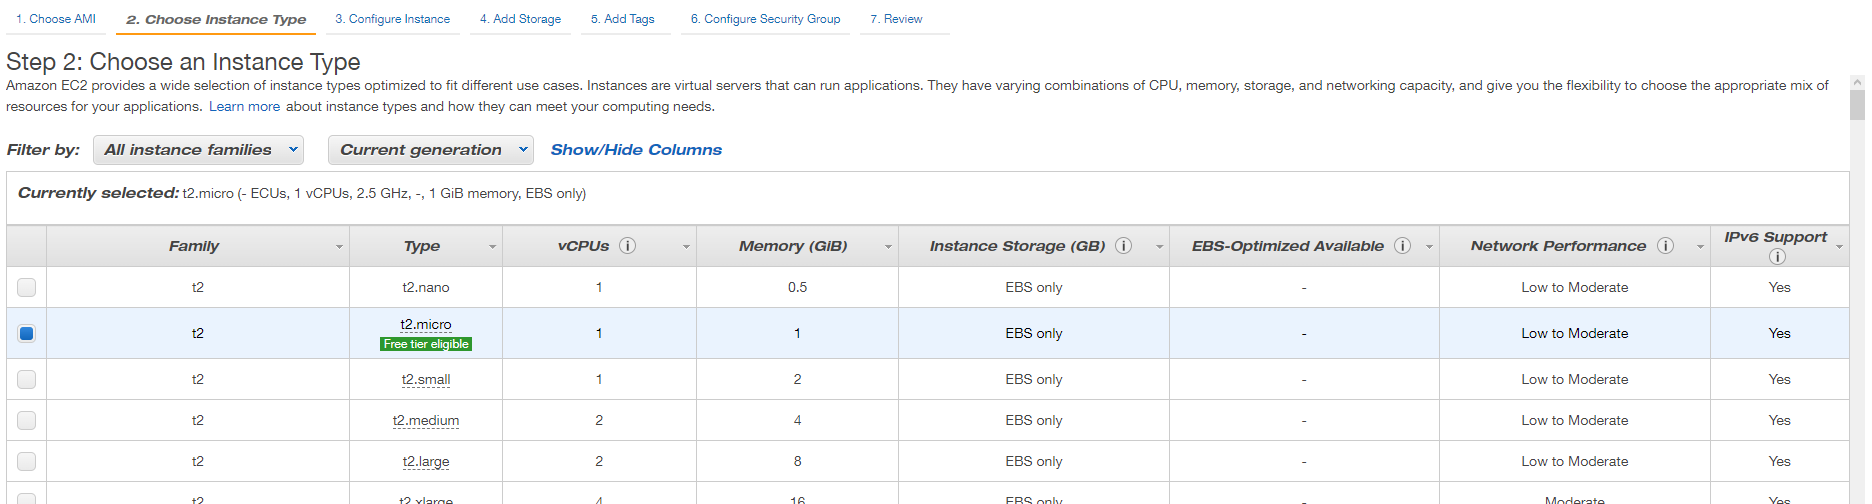 1. Choose AMI 2. Choose Instance Type 3. Configure Instance 4. Add Storage 5. Add Tags 6. Configure Security Group 7. Review
Step 2: Choose an Instance Type
Amazon EC2 provides a wide selection of instance types optimized to fit different use cases. Instances are virtual servers that can run applications. They have varying combinations of CPU, memory, storage, and networking capacity, and give you the flexibility to choose the appropriate mix of
resources for your applications. Learn more about instance types and how they can meet your computing needs.
Filter by: All instance families Current generation Show/Hide Columns
Currently selected: t2.micro (- ECUs, 1 vCPUs, 2.5 GHz, -, 1 GiB memory, EBS only)
Family Type vCPUs i Memory (GiB) Instance Storage (GB) i EBS-Optimized Available i Network Performance i IPv6 Support i
t2 t2.nano 1 0.5 EBS only - Low to Moderate Yes
t2 t2.micro 1 1 EBS only - Low to Moderate Yes
Free tier eligible
t2 t2.small 1 2 EBS only - Low to Moderate Yes
t2 t2.medium 2 4 EBS only - Low to Moderate Yes
t2 t2.large 2 8 EBS only - Low to Moderate Yes
t2 t2.xlarge 4 16 EBS only - Moderate Yes